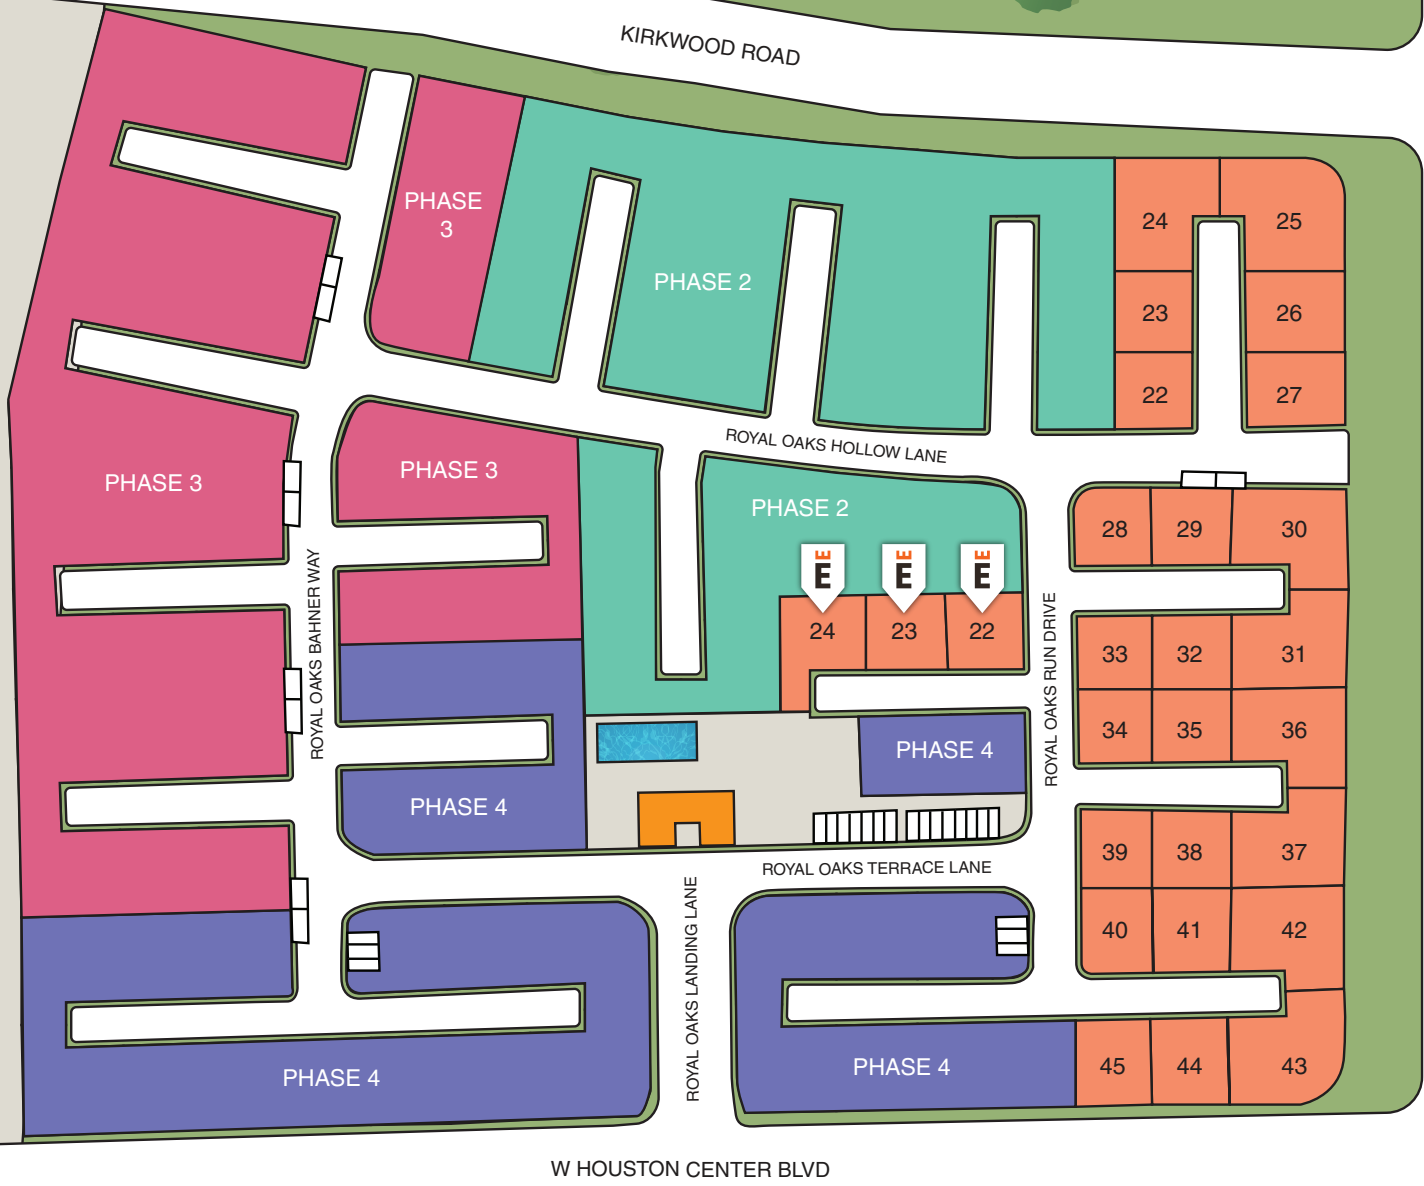 KIRKWOOD ROAD
PHASE
3
PHASE 2
24
25
23
26
22
27
ROYAL OAKS HOLLOW LANE
PHASE 3
PHASE 3
PHASE 2
28
29
30
EE
E
EE
E
EE
E
24
23
22
ROYAL OAKS BAHNER WAY
ROYAL OAKS RUN DRIVE
33
32
31
34
35
36
PHASE 4
PHASE 4
39
38
37
ROYAL OAKS TERRACE LANE
ROYAL OAKS LANDING LANE
40
41
42
PHASE 4
PHASE 4
45
44
43
W HOUSTON CENTER BLVD